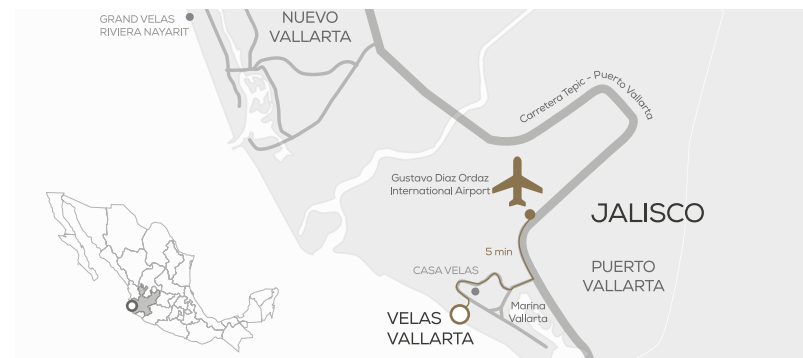 GRAND VELAS
RIVIERA NAYARIT
NUEVO
VALLARTA
Carretera Tepic - Puerto Vallarta
Gustavo Diaz Ordaz
International Airport
JALISCO
5 min
CASA VELAS
PUERTO
VALLARTA
Marina
Vallarta
VELAS
VALLARTA